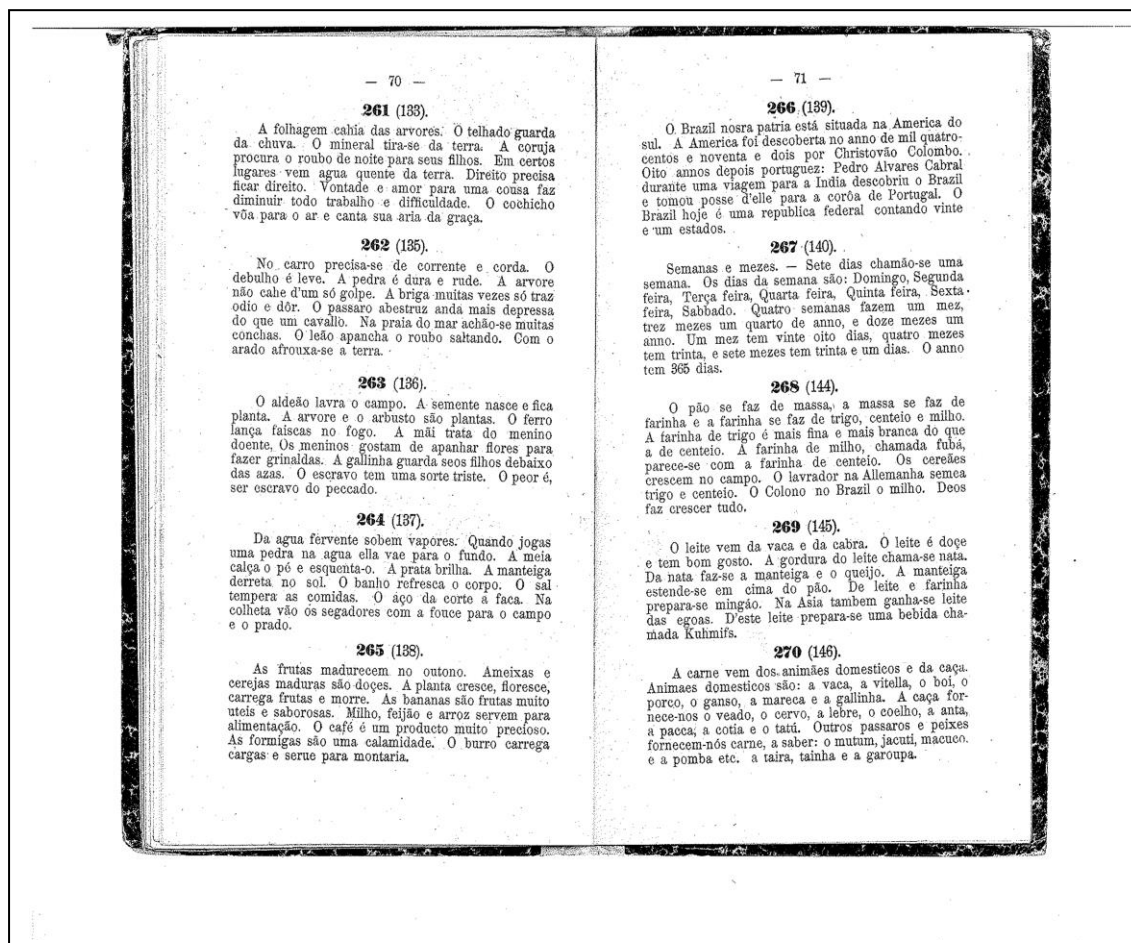 — 70 —
261 (133).
A folhagem cahia das arvores. O telhado guarda
da chuva. O mineral tira-se da terra. A coruja
procura o roubo de noite para seus filhos. Em certos
lugares vem agua quente da terra. Direito precisa
ficar direito. Vontade e amor para uma cousa faz
diminuir todo trabalho e difficuldade. O cochicho
võa para o ar e canta sua aria da graça.
262 (135).
No carro precisa-se de corrente e corda. O
debulho é leve. A pedra é dura e rude. A arvore
não cahe d'um só golpe. A briga muitas vezes só traz
odio e dôr. O passaro abestruz anda mais depressa
do que um cavallo. Na praia do mar achão-se muitas
conchas. O leão apancha o roubo saltando. Com o
arado afrouxa-se a terra.
263 (136).
O aldeão lavra o campo. A semente nasce e fica
planta. A arvore e o arbusto são plantas. O ferro
lança faiscas no fogo. A mãi trata do menino
doente, Os meninos gostam de apanhar flores para
fazer grinaldas. A gallinha guarda seos filhos debaixo
das azas. O escravo tem uma sorte triste. O peor é,
ser escravo do peccado.
264 (137).
Da agua fervente sobem vapores. Quando jogas
uma pedra na agua ella vae para o fundo. A meia
calça o pé e esquenta-o. A prata brilha. A manteiga
derreta no sol. O banho refresca o corpo. O sal
tempera as comidas. O áço da corte a faca. Na
colheta vão os segadores com a fouce para o campo
e o prado.
265 (138).
As frutas madurecem no outono. Ameixas e
cerejas maduras são doçes. A planta cresce, floresce,
carrega frutas e morre. As bananas são frutas muito
uteis e saborosas. Milho, feijão e arroz servem para
alimentação. O café é um producto muito precioso.
As formigas são uma calamidade. O burro carrega
cargas e serue para montaria.
— 71 —
266 (139).
O Brazil nosra patria está situada na America do
sul. A America foi descoberta no anno de mil quatro-
centos e noventa e dois por Christovão Colombo.
Oito annos depois portuguez: Pedro Alvares Cabral
durante uma viagem para a India descobriu o Brazil
e tomou posse d'elle para a corôa de Portugal. O
Brazil hoje é uma republica federal contando vinte
e um estados.
267 (140).
Semanas e mezes. — Sete dias chamão-se uma
semana. Os dias da semana são: Domingo, Segunda
feira, Terça feira, Quarta feira, Quinta feira, Sexta
feira, Sabbado. Quatro semanas fazem um mez,
trez mezes um quarto de anno, e doze mezes um
anno. Um mez tem vinte oito dias, quatro mezes
tem trinta, e sete mezes tem trinta e um dias. O anno
tem 365 dias.
268 (144).
O pão se faz de massa, a massa se faz de
farinha e a farinha se faz de trigo, centeio e milho.
A farinha de trigo é mais fina e mais branca do que
a de centeio. A farinha de milho, chamada fubá,
parece-se com a farinha de centeio. Os cereães
crescem no campo. O lavrador na Allemanha semea
trigo e centeio. O Colono no Brazil o milho. Deos
faz crescer tudo.
269 (145).
O leite vem da vaca e da cabra. O leite é doçe
e tem bom gosto. A gordura do leite chama-se nata.
Da nata faz-se a manteiga e o queijo. A manteiga
estende-se em cima do pão. De leite e farinha
prepara-se mingáo. Na Asia tambem ganha-se leite
das egoas. D'este leite prepara-se uma bebida cha-
mada Kuhmifs.
270 (146).
A carne vem dos animães domesticos e da caça.
Animaes domesticos são: a vaca, a vitella, o boi, o
porco, o ganso, a mareca e a gallinha. A caça for-
nece-nos o veado, o cervo, a lebre, o coelho, a anta,
a pacca, a cotia e o tatú. Outros passaros e peixes
fornecem-nós carne, a saber: o mutum, jacuti, macuco.
e a pomba etc. a taira, tainha e a garoupa.